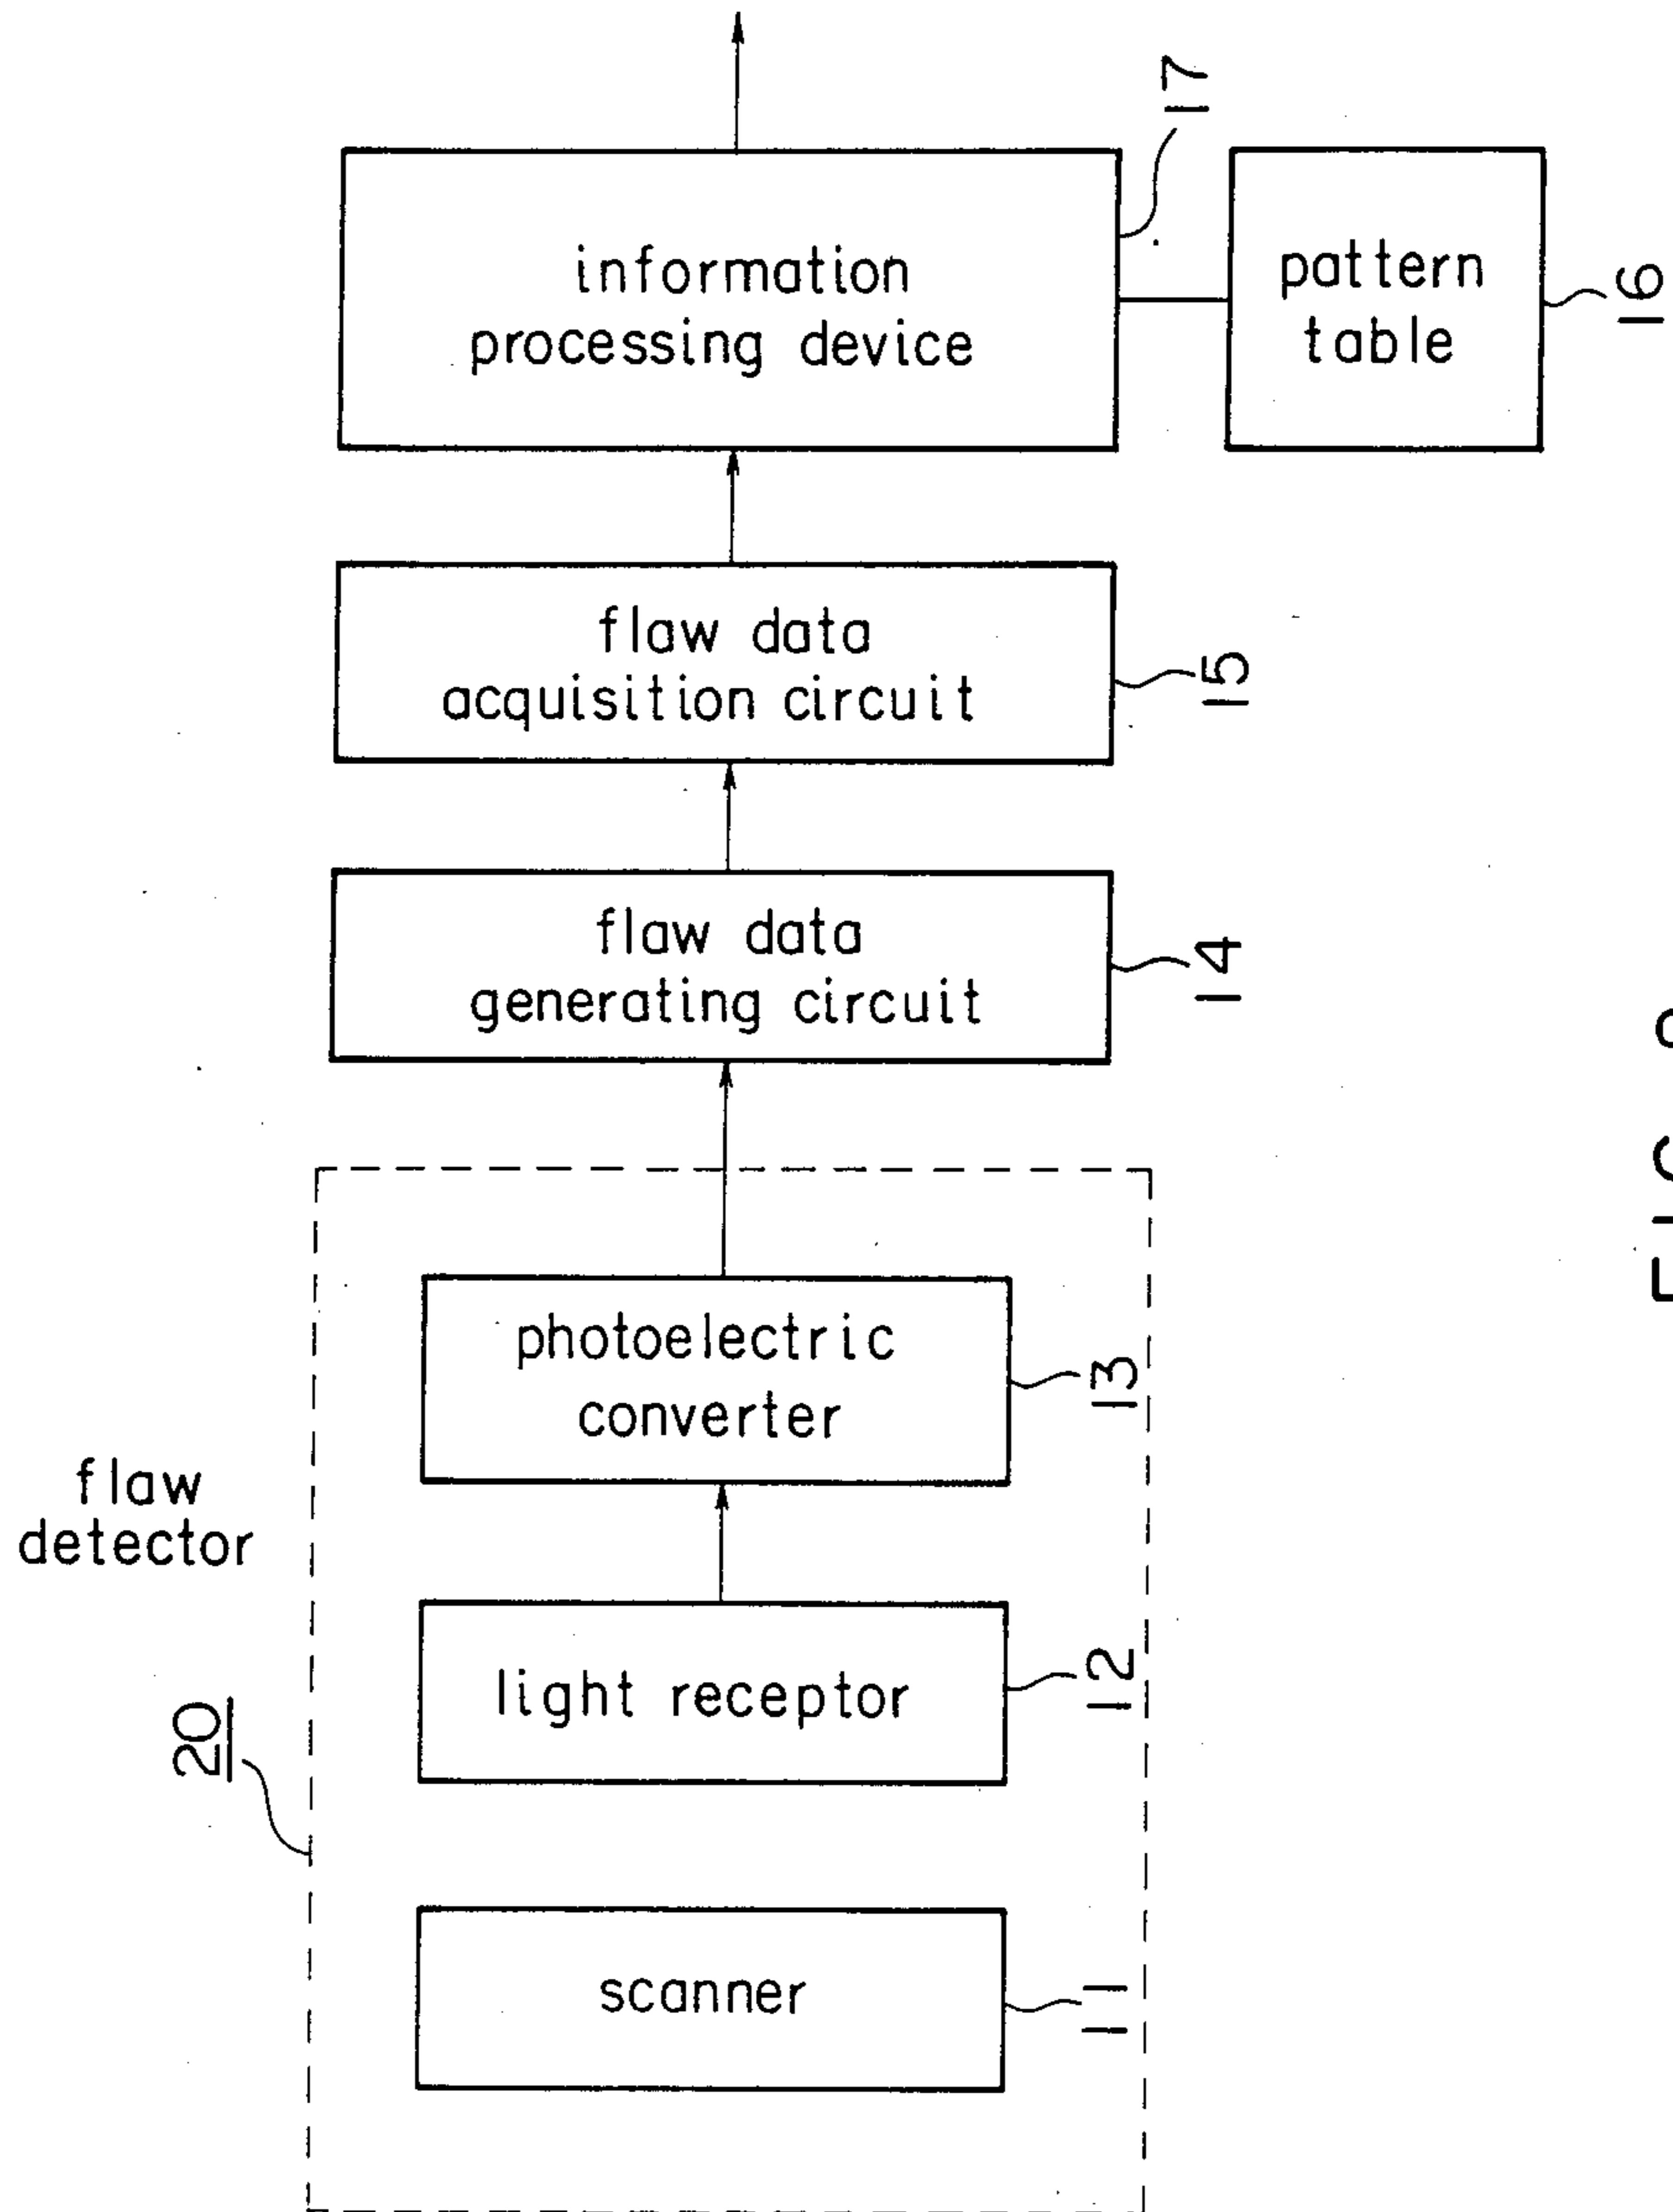 information
processing device
17
pattern
table
16
flaw data
acquisition circuit
15
flaw data
generating circuit
14
photoelectric
converter
13
flaw
detector
light receptor
12
20
scanner
11